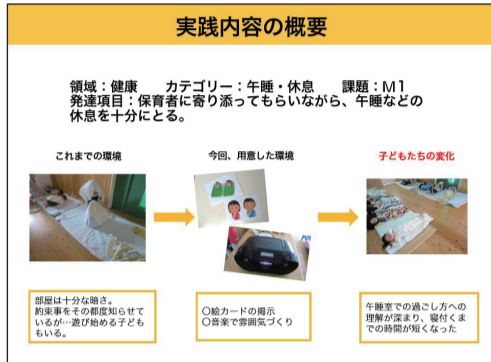 実践内容の概要
領域：健康　　カテゴリー：午睡・休息　　課題：M1
発達項目：保育者に寄り添ってもらいながら、午睡などの
休息を十分にとる。
これまでの環境
今回、用意した環境
子どもたちの変化
部屋は十分な暗さ。
約束事をその都度知らせて
いるが…遊び始める子ども
もいる。
〇絵カードの掲示
〇音楽で雰囲気づくり
午睡室での過ごし方への
理解が深まり、寝付くま
での時間が短くなった